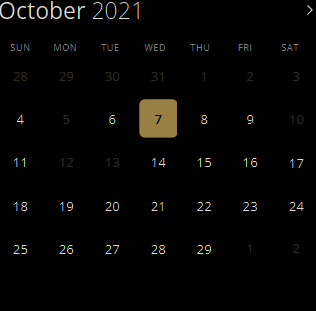 October 2021
SUN MON TUE WED THU FRI SAT
28 29 30 31 1 2 3
4 5 6 7 8 9 10
11 12 13 14 15 16 17
18 19 20 21 22 23 24
25 26 27 28 29 1 2